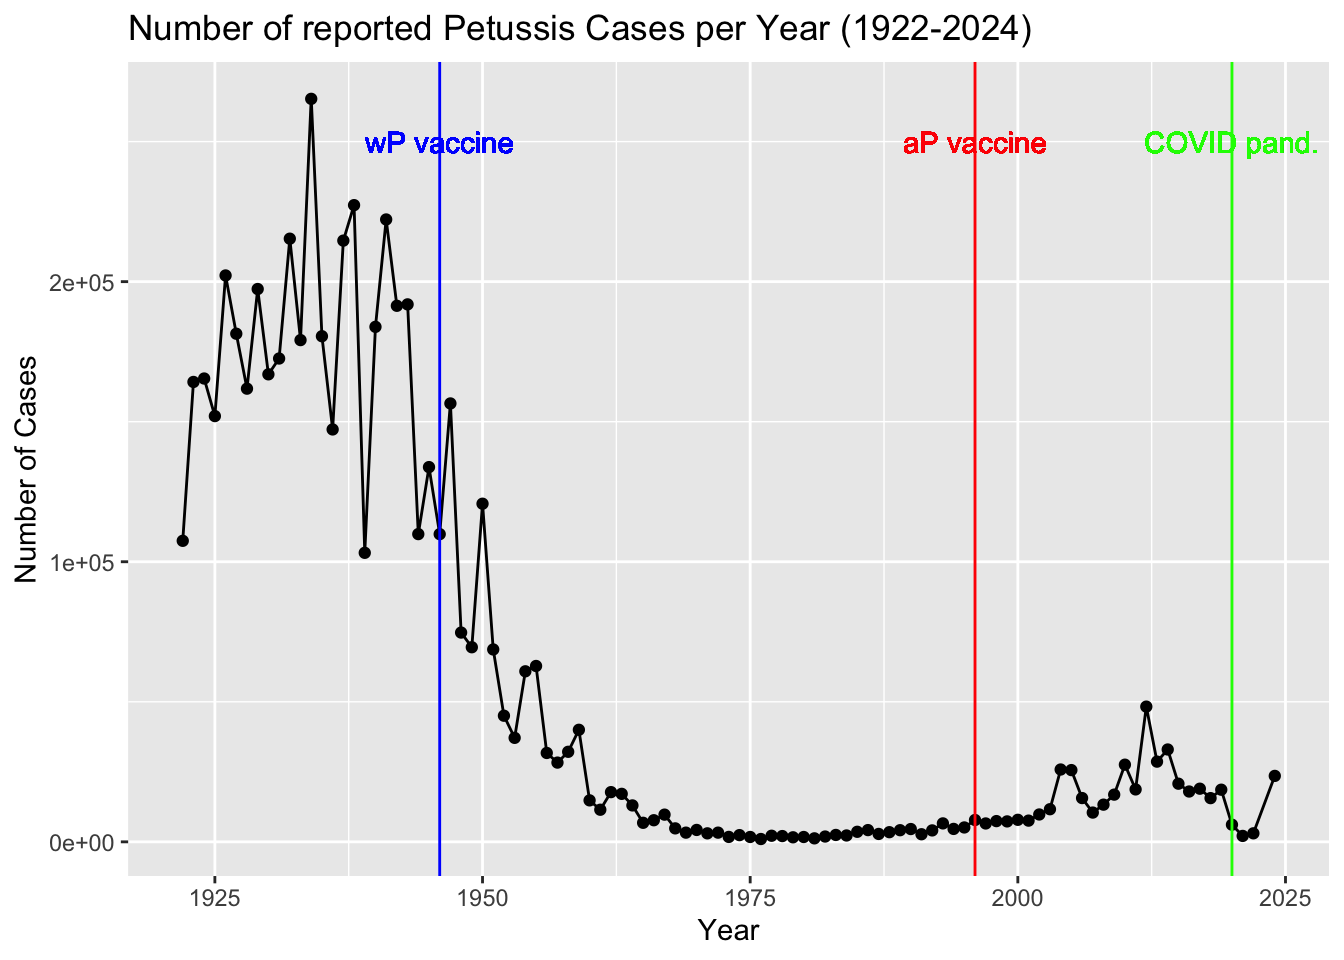 Number of reported Petussis Cases per Year (1922-2024)
wP vaccine
aP vaccine
COVID pand.
2e+05
1e+05
0e+00
Number of Cases
1925
1950
1975
2000
2025
Year